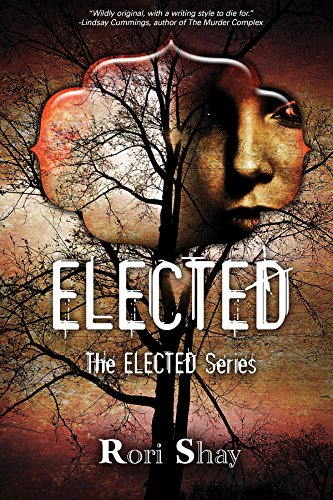 "Wildly original, with a writing style to die for."
-Lindsay Cummings, author of The Murder Complex
ELECTED
The ELECTED Series
Rori Shay